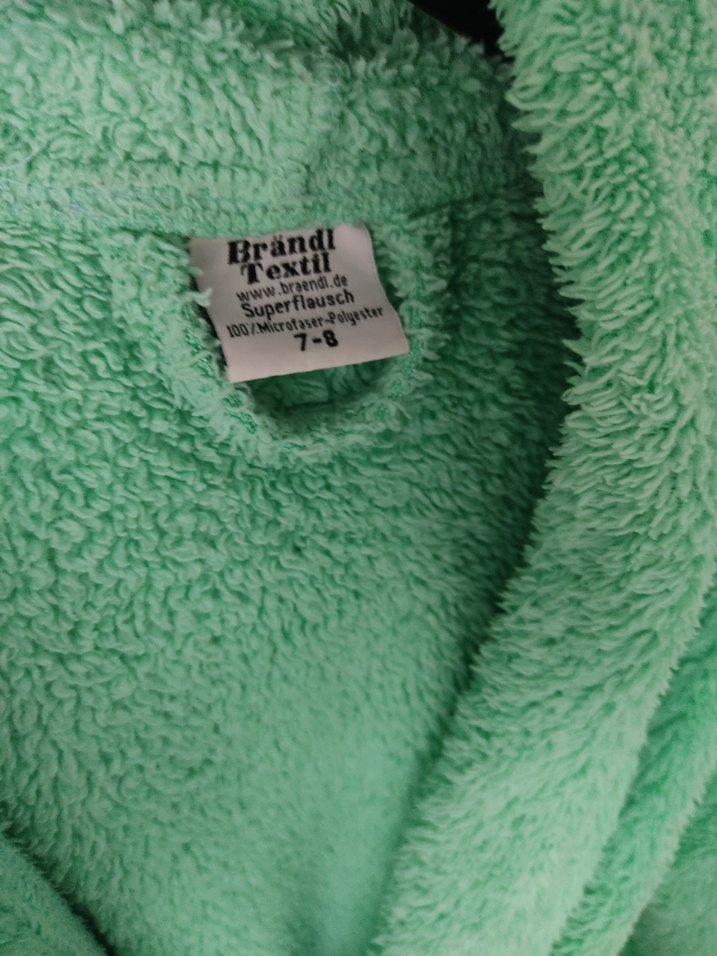 Brändl
Textil
www.braendl.de
Superflausch
100% Microfaser-Polyester
7-8